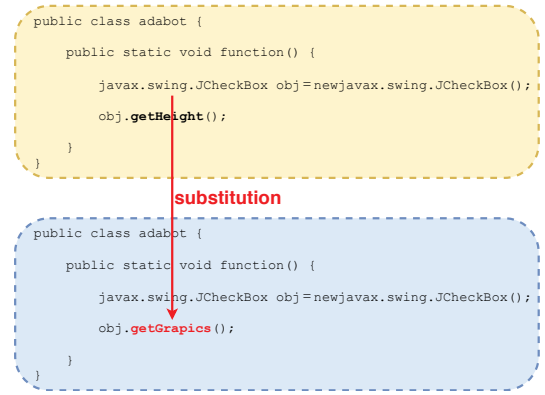 public class adabot {
public static void function() {
javax.swing.JCheckBox obj=newjavax.swing.JCheckBox();
obj.getHeight();
}
}
substitution
public class adabot {
public static void function() {
javax.swing.JCheckBox obj=newjavax.swing.JCheckBox();
obj.getGrapics();
}
}